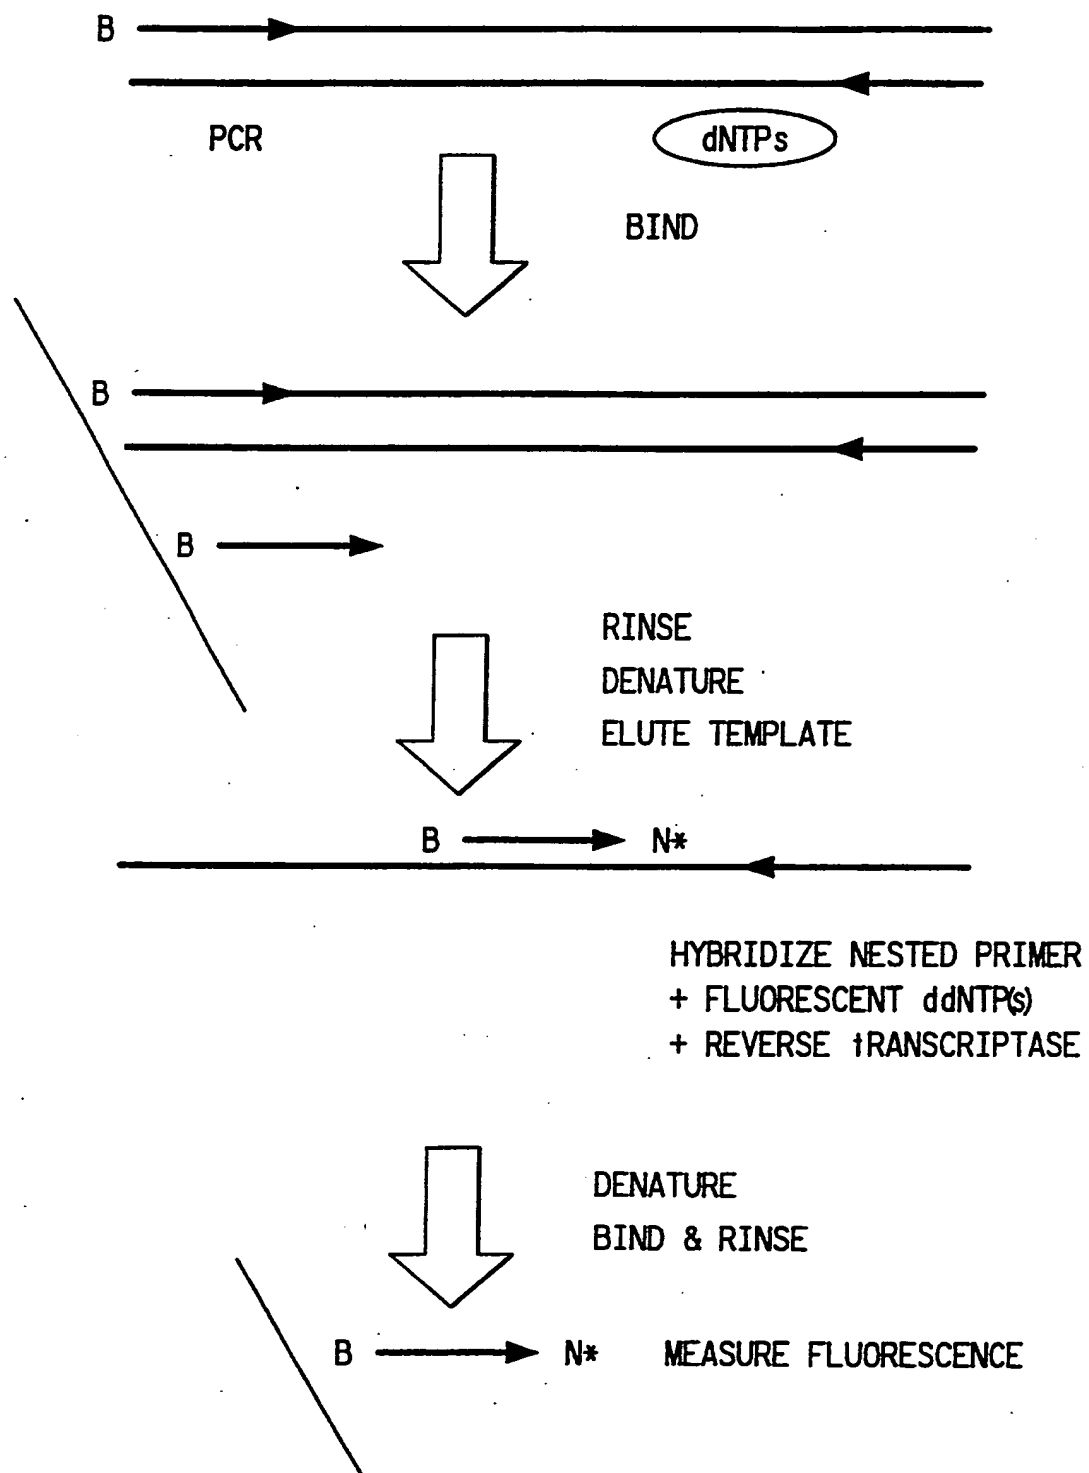 B
PCR
dNTPs
BIND
B
B
RINSE
DENATURE
ELUTE TEMPLATE
B N*
HYBRIDIZE NESTED PRIMER
+ FLUORESCENT ddNTP(s)
+ REVERSE tRANSCRIPTASE
DENATURE
BIND & RINSE
B N* MEASURE FLUORESCENCE